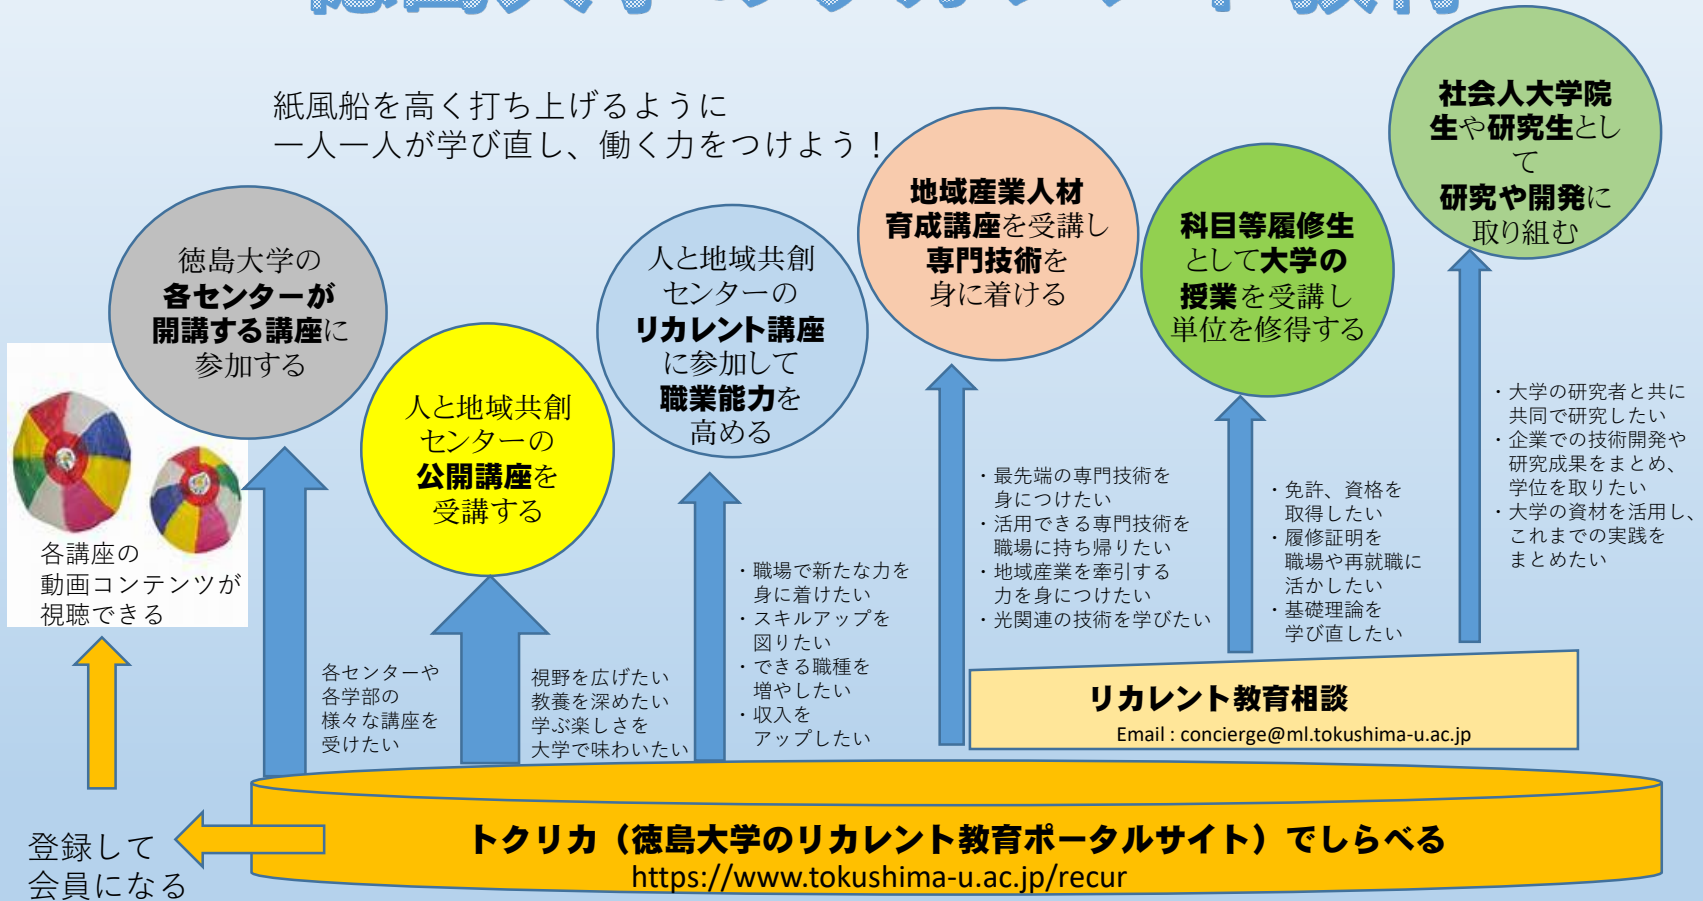 徳島大学のリカレント教育
紙風船を高く打ち上げるように
一人一人が学び直し、働く力をつけよう！
徳島大学の
各センターが
開講する講座に
参加する
人と地域共創
センターの
公開講座を
受講する
人と地域共創
センターの
リカレント講座
に参加して
職業能力を
高める
地域産業人材
育成講座を受講し
専門技術を
身に着ける
科目等履修生
として大学の
授業を受講し
単位を修得する
社会人大学院
生や研究生とし
て
研究や開発に
取り組む
各講座の
動画コンテンツが
視聴できる
各センターや
各学部の
様々な講座を
受けたい
視野を広げたい
教養を深めたい
学ぶ楽しさを
大学で味わいたい
・職場で新たな力を
身に着けたい
・スキルアップを
図りたい
・できる職種を
増やしたい
・収入を
アップしたい
・最先端の専門技術を
身につけたい
・活用できる専門技術を
職場に持ち帰りたい
・地域産業を牽引する
力を身につけたい
・光関連の技術を学びたい
・免許、資格を
取得したい
・履修証明を
職場や再就職に
活かしたい
・基礎理論を
学び直したい
・大学の研究者と共に
共同で研究したい
・企業での技術開発や
研究成果をまとめ、
学位を取りたい
・大学の資材を活用し、
これまでの実践を
まとめたい
リカレント教育相談
Email : concierge@ml.tokushima-u.ac.jp
トクリカ（徳島大学のリカレント教育ポータルサイト）でしらべる
https://www.tokushima-u.ac.jp/recur
登録して
会員になる